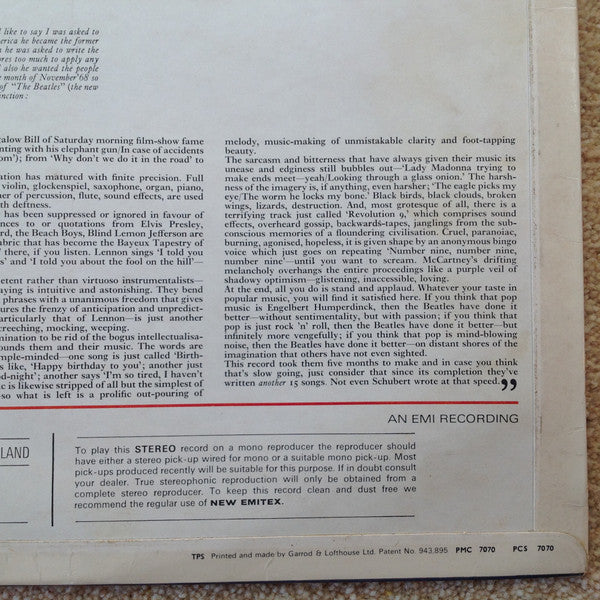 I like to say I was asked to
erica he became the former
n he was asked to write the
ores too much to apply any
l also he wanted the people
e month of November '68 so
of "The Beatles" (the new
nction:
galow Bill of Saturday morning film-show fame
nting with his elephant gun/In case of accidents
om'); from 'Why don't we do it in the road' to
ation has matured with finite precision. Full
violin, glockenspiel, saxophone, organ, piano,
er of percussion, flute, sound effects, are used
ith deftness.
has been suppressed or ignored in favour of
ences to or quotations from Elvis Presley,
rd, the Beach Boys, Blind Lemon Jefferson are
abric that has become the Bayeux Tapestry of
there, if you listen. Lennon sings 'I told you
s' and 'I told you about the fool on the hill'—
etent rather than virtuoso instrumentalists—
aying is intuitive and astonishing. They bend
phrases with a unanimous freedom that gives
ures the frenzy of anticipation and unpredict-
articularly that of Lennon—is just another
creeching, mocking, weeping.
mination to be rid of the bogus intellectualisa-
ounds them and their music. The words are
mple-minded—one song is just called 'Birth-
s like, 'Happy birthday to you'; another just
od-night'; another says 'I'm so tired, I haven't
ic is likewise stripped of all but the simplest of
so what is left is a prolific out-pouring of
melody, music-making of unmistakable clarity and foot-tapping
beauty.
The sarcasm and bitterness that have always given their music its
unease and edginess still bubbles out—'Lady Madonna trying to
make ends meet—yeah/Looking through a glass onion.' The harsh-
ness of the imagery is, if anything, even harsher; 'The eagle picks my
eye/The worm he licks my bone.' Black birds, black clouds, broken
wings, lizards, destruction. And, most grotesque of all, there is a
terrifying track just called 'Revolution 9,' which comprises sound
effects, overheard gossip, backwards-tapes, janglings from the sub-
conscious memories of a floundering civilisation. Cruel, paranoiac,
burning, agonised, hopeless, it is given shape by an anonymous bingo
voice which just goes on repeating 'Number nine, number nine,
number nine'—until you want to scream. McCartney's drifting
melancholy overhangs the entire proceedings like a purple veil of
shadowy optimism—glistening, inaccessible, loving.
At the end, all you do is stand and applaud. Whatever your taste in
popular music, you will find it satisfied here. If you think that pop
music is Engelbert Humperdinck, then the Beatles have done it
better—without sentimentality, but with passion; if you think that
pop is just rock 'n' roll, then the Beatles have done it better—but
infinitely more vengefully; if you think that pop is mind-blowing
noise, then the Beatles have done it better—on distant shores of the
imagination that others have not even sighted.
This record took them five months to make and in case you think
that's slow going, just consider that since its completion they've
written another 15 songs. Not even Schubert wrote at that speed.”
AN EMI RECORDING
LAND
To play this STEREO record on a mono reproducer the reproducer should
have either a stereo pick-up wired for mono or a suitable mono pick-up. Most
pick-ups produced recently will be suitable for this purpose. If in doubt consult
your dealer. True stereophonic reproduction will only be obtained from a
complete stereo reproducer. To keep this record clean and dust free we
recommend the regular use of NEW EMITEX.
TPS Printed and made by Garrod & Lofthouse Ltd. Patent No. 943,895 PMC 7070 PCS 7070